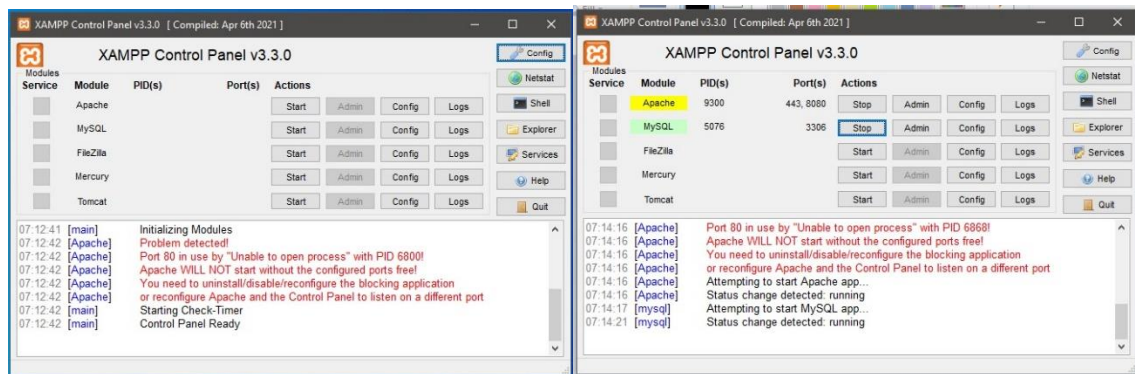 XAMPP Control Panel v3.3.0 [ Compiled: Apr 6th 2021 ]
XAMPP Control Panel v3.3.0
Config
Modules
Service Module PID(s) Port(s) Actions
Netstat
Apache Start Admin Config Logs
Shell
MySQL Start Admin Config Logs
Explorer
FileZilla Start Admin Config Logs
Services
Mercury Start Admin Config Logs
Help
Tomcat Start Admin Config Logs
Quit
07:12:41 [main] Initializing Modules
07:12:42 [Apache] Problem detected!
07:12:42 [Apache] Port 80 in use by "Unable to open process" with PID 6800!
07:12:42 [Apache] Apache WILL NOT start without the configured ports free!
07:12:42 [Apache] You need to uninstall/disable/reconfigure the blocking application
07:12:42 [Apache] or reconfigure Apache and the Control Panel to listen on a different port
07:12:42 [main] Starting Check-Timer
07:12:42 [main] Control Panel Ready
XAMPP Control Panel v3.3.0 [ Compiled: Apr 6th 2021 ]
XAMPP Control Panel v3.3.0
Config
Modules
Service Module PID(s) Port(s) Actions
Netstat
Apache 9300 443, 8080 Stop Admin Config Logs
Shell
MySQL 5076 3306 Stop Admin Config Logs
Explorer
FileZilla Start Admin Config Logs
Services
Mercury Start Admin Config Logs
Help
Tomcat Start Admin Config Logs
Quit
07:14:16 [Apache] Port 80 in use by "Unable to open process" with PID 6868!
07:14:16 [Apache] Apache WILL NOT start without the configured ports free!
07:14:16 [Apache] You need to uninstall/disable/reconfigure the blocking application
07:14:16 [Apache] or reconfigure Apache and the Control Panel to listen on a different port
07:14:16 [Apache] Attempting to start Apache app...
07:14:16 [Apache] Status change detected: running
07:14:17 [mysql] Attempting to start MySQL app...
07:14:21 [mysql] Status change detected: running